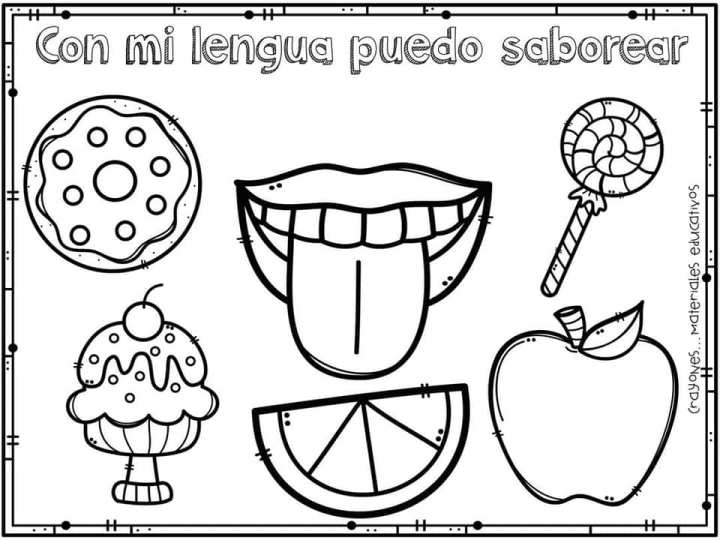 Con mi lengua puedo saborear
Crayones... Materiales educativos